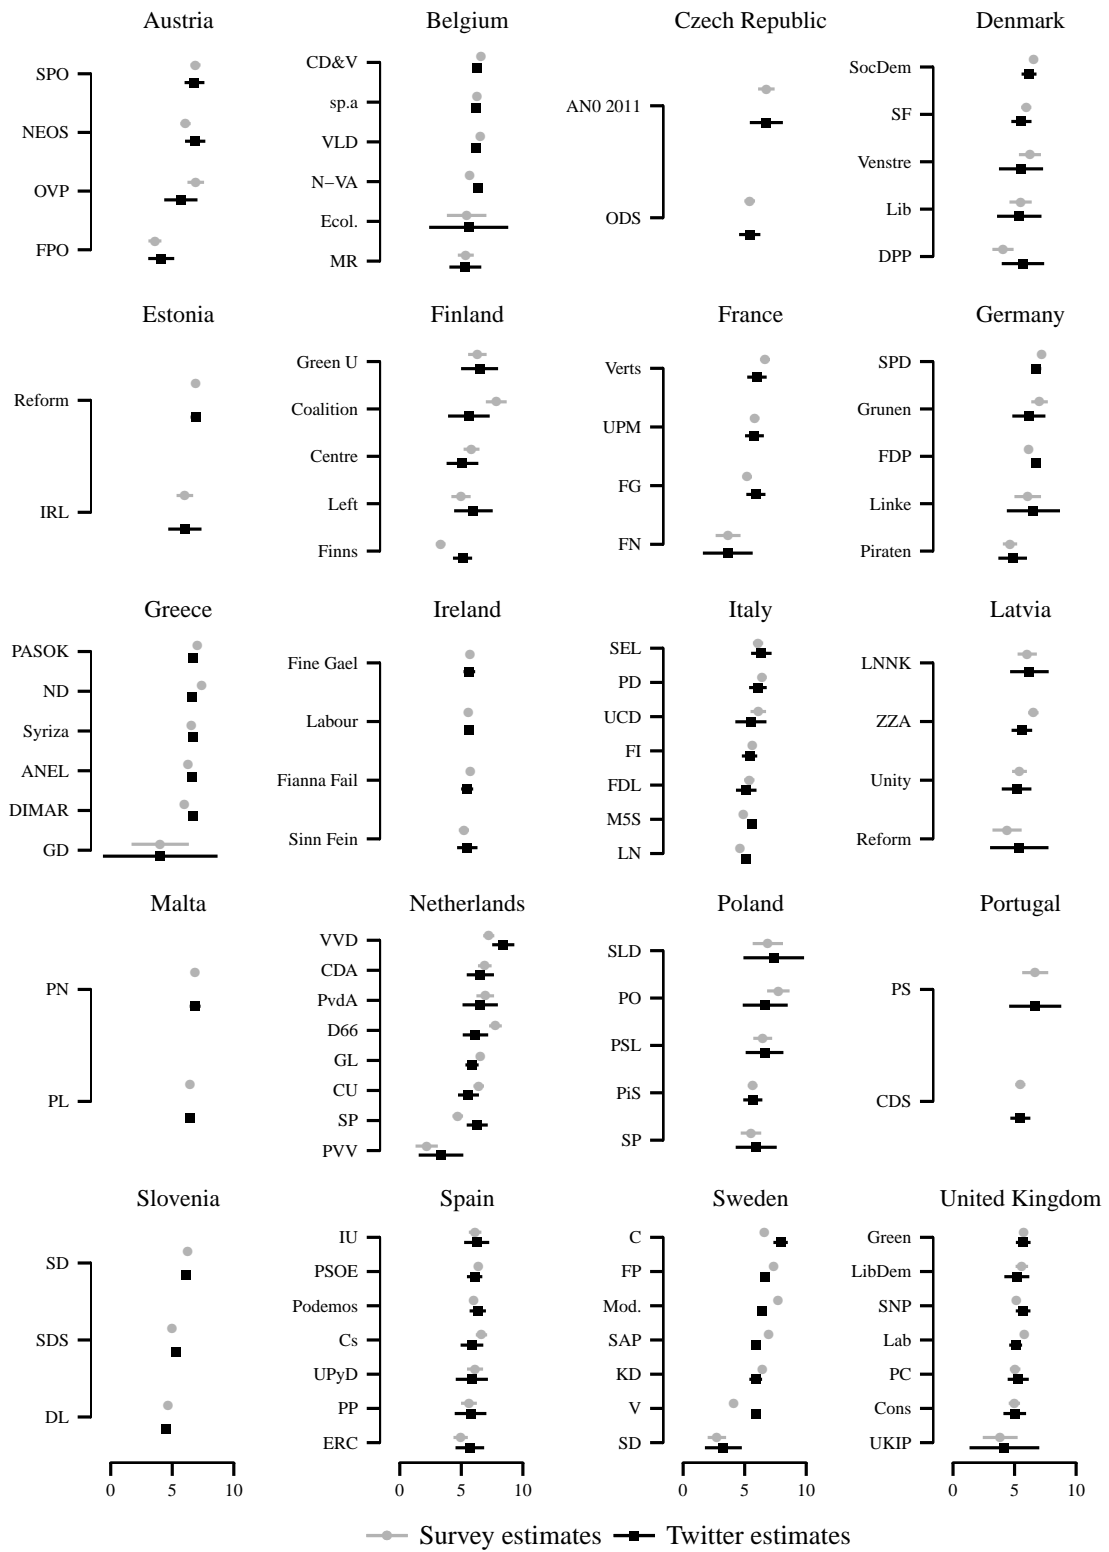 Austria
SPO
NEOS
OVP
FPO
Belgium
CD&V
sp.a
VLD
N−VA
Ecol.
MR
Czech Republic
AN0 2011
ODS
Denmark
SocDem
SF
Venstre
Lib
DPP
Estonia
Reform
IRL
Finland
Green U
Coalition
Centre
Left
Finns
France
Verts
UPM
FG
FN
Germany
SPD
Grunen
FDP
Linke
Piraten
Greece
PASOK
ND
Syriza
ANEL
DIMAR
GD
Ireland
Fine Gael
Labour
Fianna Fail
Sinn Fein
Italy
SEL
PD
UCD
FI
FDL
M5S
LN
Latvia
LNNK
ZZA
Unity
Reform
Malta
PN
PL
Netherlands
VVD
CDA
PvdA
D66
GL
CU
SP
PVV
Poland
SLD
PO
PSL
PiS
SP
Portugal
PS
CDS
Slovenia
SD
SDS
DL
0 5 10
Spain
IU
PSOE
Podemos
Cs
UPyD
PP
ERC
0 5 10
Sweden
C
FP
Mod.
SAP
KD
V
SD
0 5 10
United Kingdom
Green
LibDem
SNP
Lab
PC
Cons
UKIP
0 5 10
Survey estimates Twitter estimates